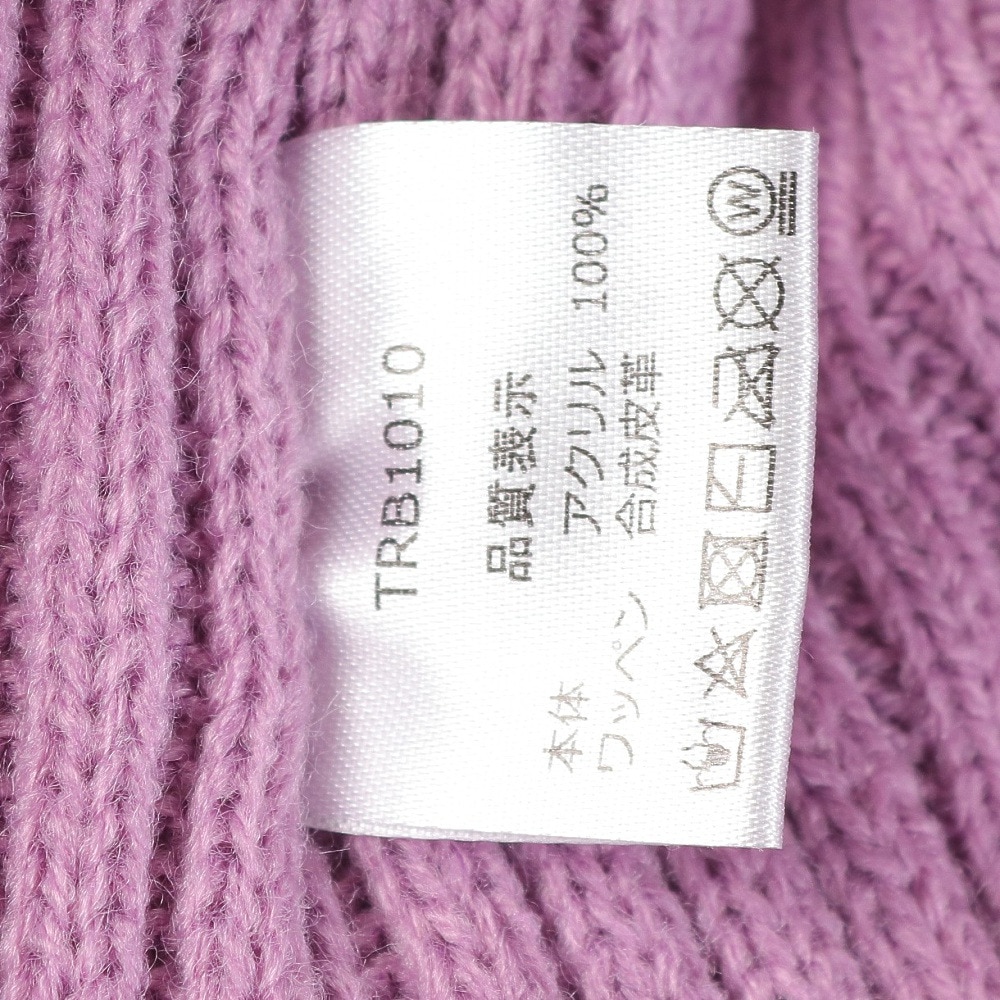 TRB1010
品質表示
本体 アクリル 100%
ワッペン 合成皮革
W